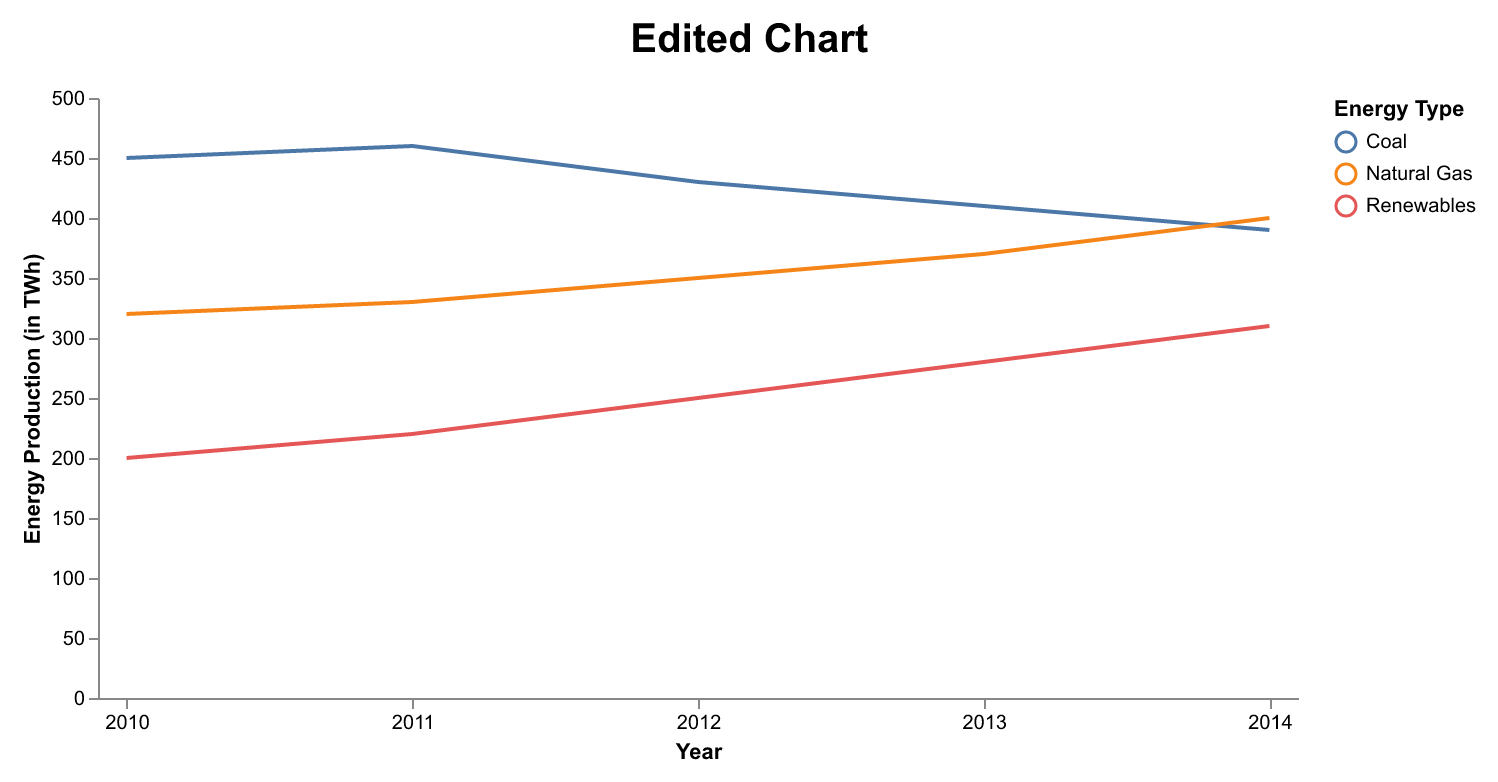 Edited Chart
Energy Production (in TWh)
500
450
400
350
300
250
200
150
100
50
0
2010
2011
2012
2013
2014
Year
Energy Type
Coal
Natural Gas
Renewables